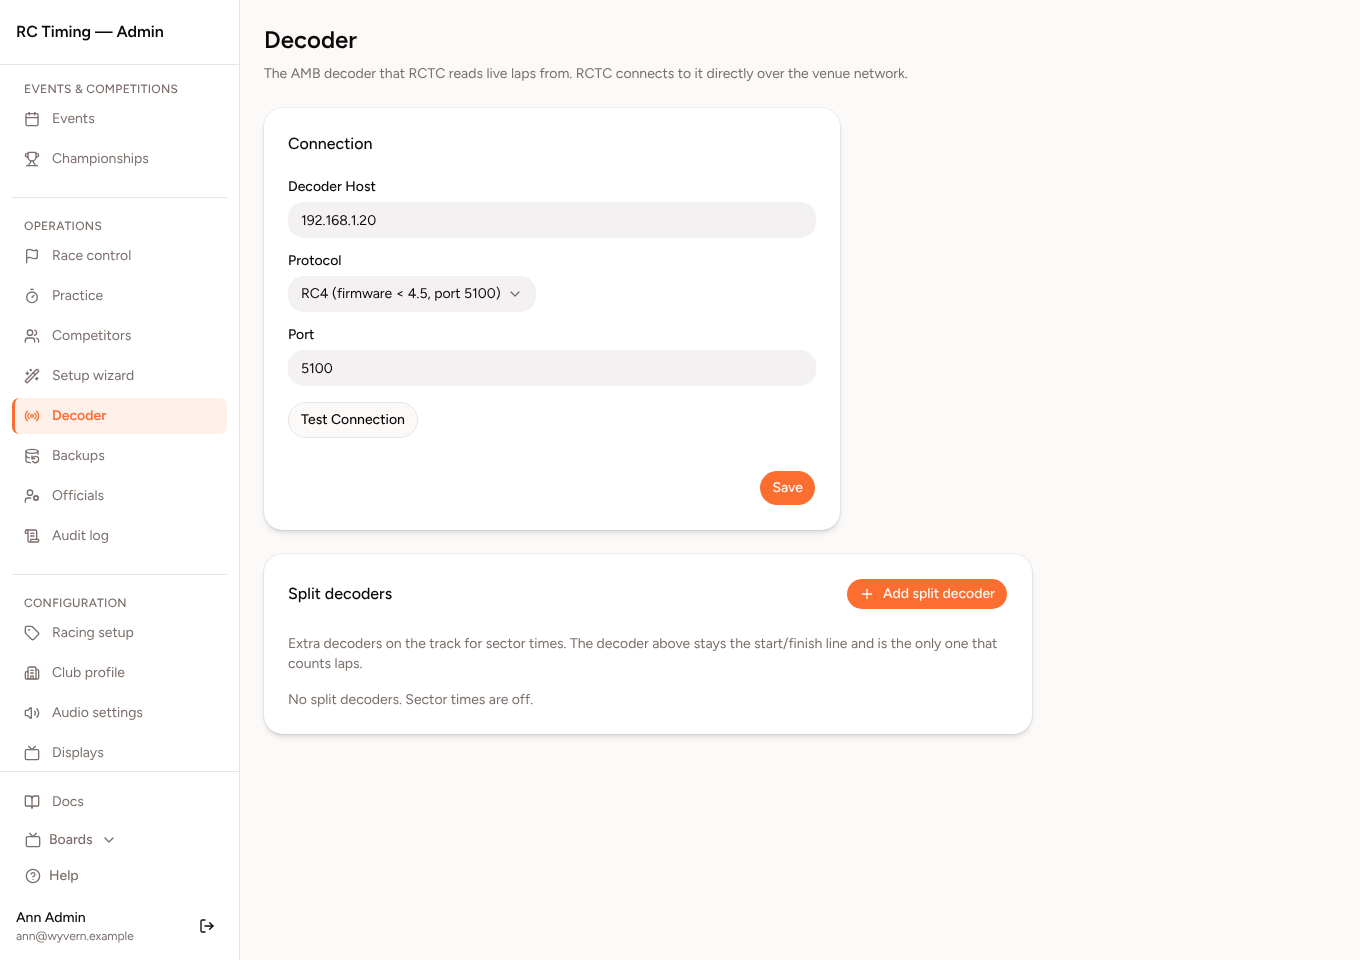 RC Timing — Admin
EVENTS & COMPETITIONS
Events
Championships
OPERATIONS
Race control
Practice
Competitors
Setup wizard
Decoder
Backups
Officials
Audit log
CONFIGURATION
Racing setup
Club profile
Audio settings
Displays
Docs
Boards
Help
Ann Admin
ann@wyvern.example
Decoder
The AMB decoder that RCTC reads live laps from. RCTC connects to it directly over the venue network.
Connection
Decoder Host
192.168.1.20
Protocol
RC4 (firmware < 4.5, port 5100)
Port
5100
Test Connection
Save
Split decoders
Add split decoder
Extra decoders on the track for sector times. The decoder above stays the start/finish line and is the only one that
counts laps.
No split decoders. Sector times are off.